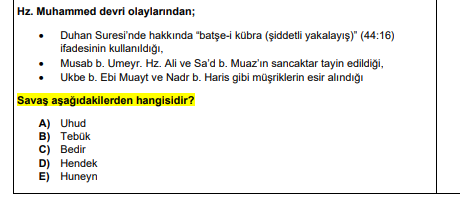 Hz. Muhammed devri olaylarından;
• Duhan Suresi'nde hakkında "batşe-i kübra (şiddetli yakalayış)" (44:16)
ifadesinin kullanıldığı,
• Musab b. Umeyr. Hz. Ali ve Sa'd b. Muaz'ın sancaktar tayin edildiği,
• Ukbe b. Ebi Muayt ve Nadr b. Haris gibi müşriklerin esir alındığı
Savaş aşağıdakilerden hangisidir?
A) Uhud
B) Tebük
C) Bedir
D) Hendek
E) Huneyn